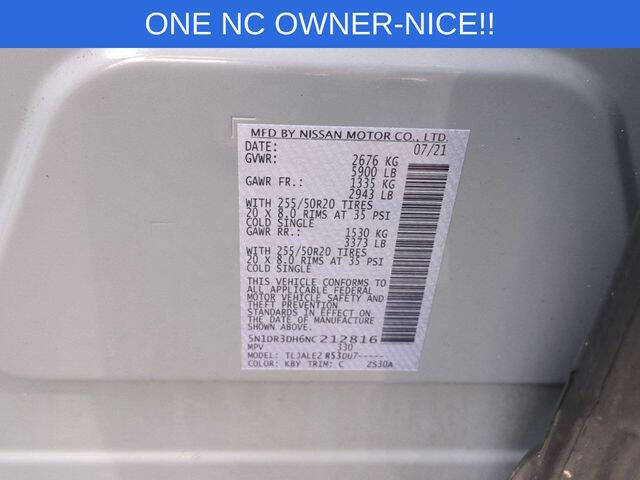 ONE NC OWNER-NICE!!
MFD BY NISSAN MOTOR CO., LTD.
DATE: 07/21
GVWR: 2676 KG
5900 LB
GAWR FR.: 1335 KG
2943 LB
WITH 255/50R20 TIRES
20 x 8.0 RIMS AT 35 PSI
COLD SINGLE
GAWR RR.: 1530 KG
3373 LB
WITH 255/50R20 TIRES
20 x 8.0 RIMS AT 35 PSI
COLD SINGLE
THIS VEHICLE CONFORMS TO
ALL APPLICABLE FEDERAL
MOTOR VEHICLE SAFETY AND
THEFT PREVENTION
STANDARDS IN EFFECT ON
THE DATE OF MANUFACTURE
SHOWN ABOVE.
5N1DR3DH6NC212816
MPV 330
MODEL: TLJALEZ R53DU7-----
COLOR: KBY TRIM: C ZS30A